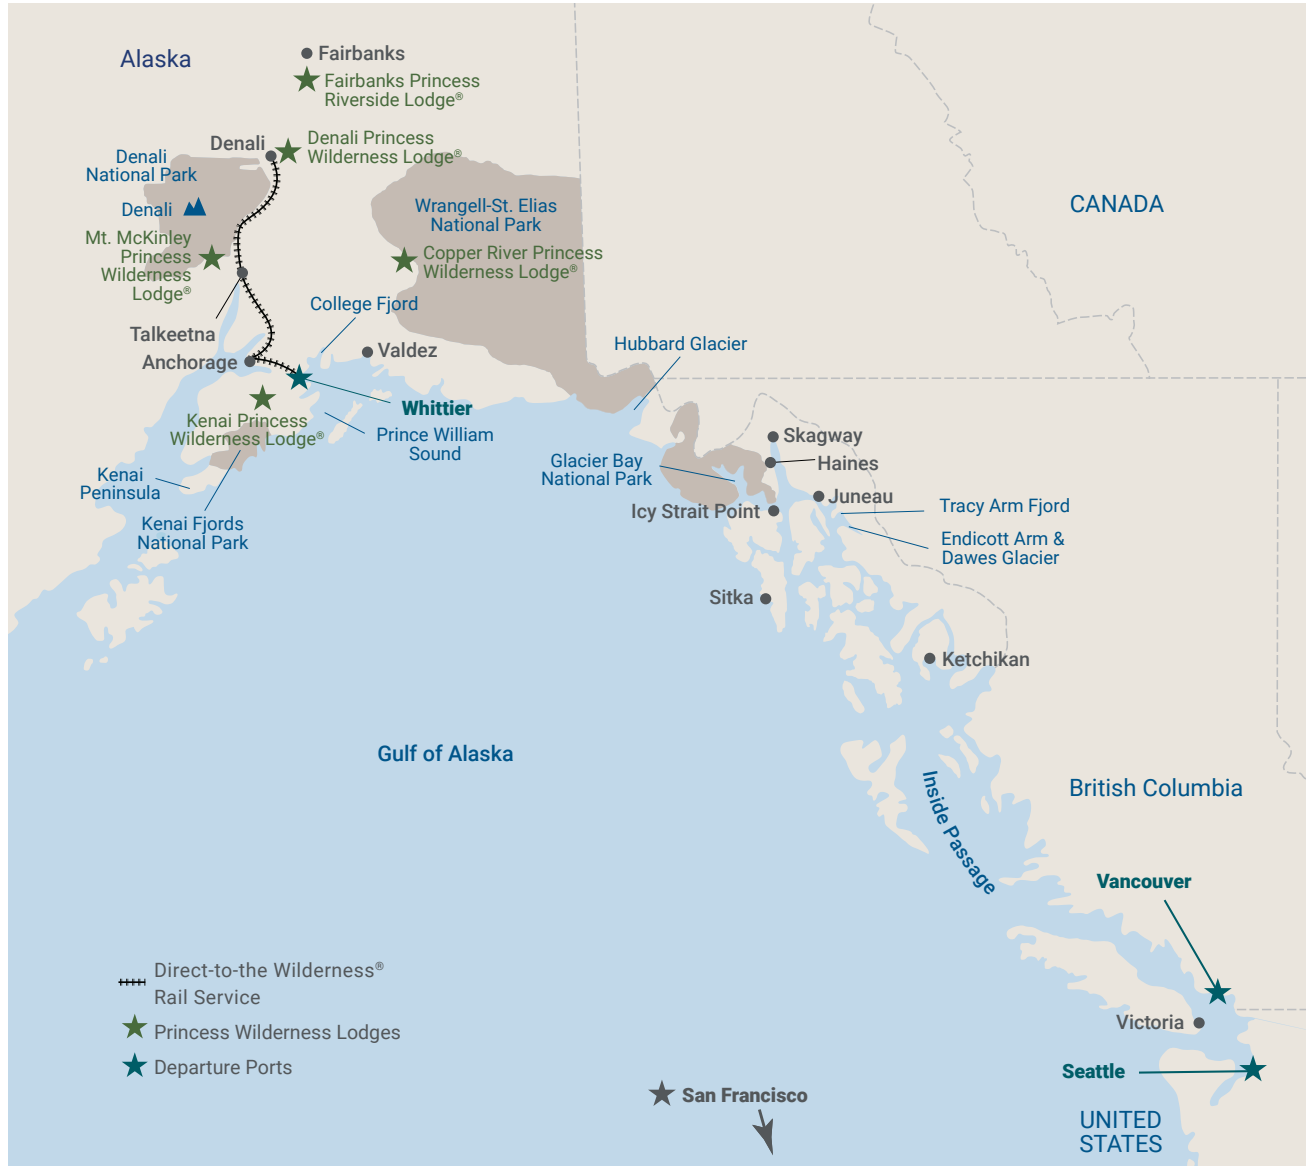 Alaska
Fairbanks
Fairbanks Princess
Riverside Lodge®
Denali
Denali Princess
Wilderness Lodge®
Denali
National Park
Denali
Wrangell-St. Elias
National Park
CANADA
Mt. McKinley
Princess
Wilderness
Lodge®
Copper River Princess
Wilderness Lodge®
College Fjord
Talkeetna
Anchorage
Valdez
Hubbard Glacier
Whittier
Kenai Princess
Wilderness Lodge®
Prince William
Sound
Skagway
Haines
Glacier Bay
National Park
Kenai
Peninsula
Juneau
Icy Strait Point
Tracy Arm Fjord
Kenai Fjords
National Park
Endicott Arm &
Dawes Glacier
Sitka
Ketchikan
Gulf of Alaska
Inside Passage
British Columbia
Vancouver
Direct-to-the Wilderness®
Rail Service
Princess Wilderness Lodges
Departure Ports
Victoria
Seattle
San Francisco
UNITED
STATES